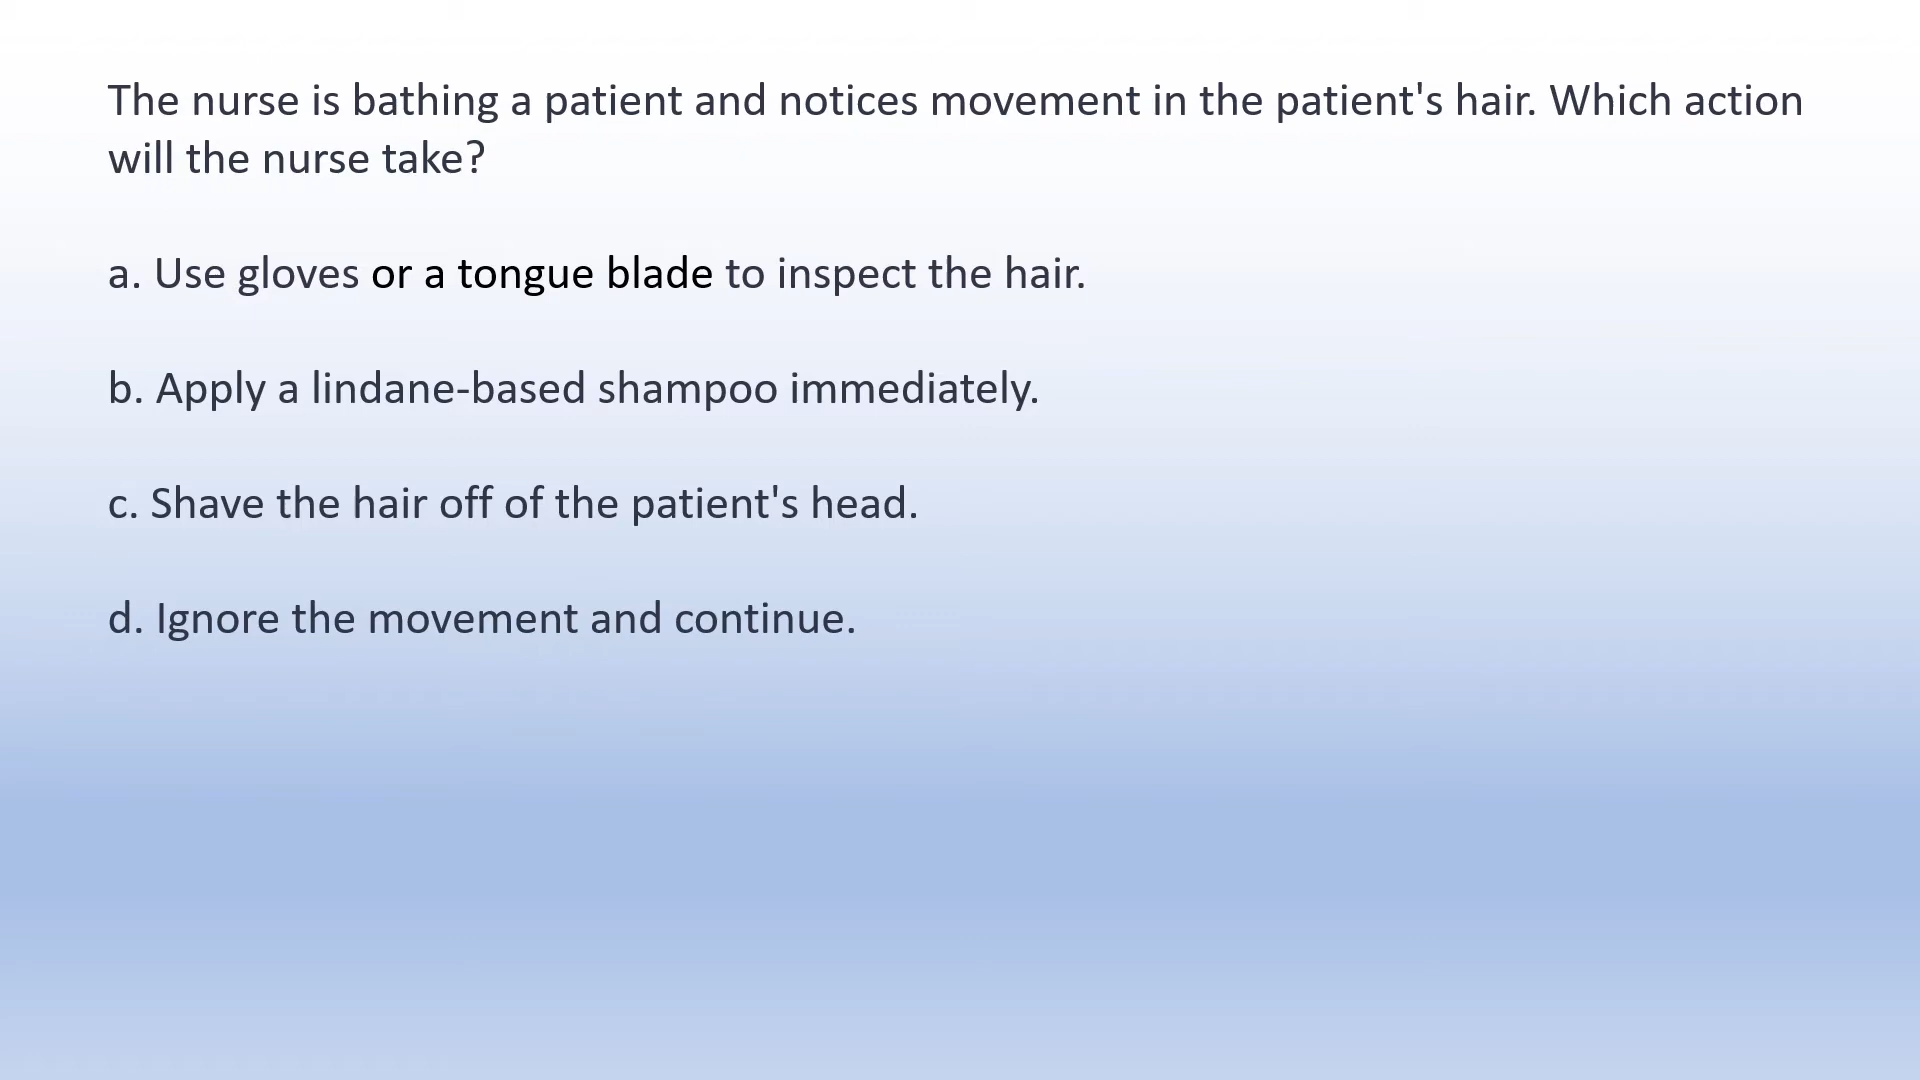 The nurse is bathing a patient and notices movement in the patient's hair. Which action
will the nurse take?
a. Use gloves or a tongue blade to inspect the hair.
b. Apply a lindane-based shampoo immediately.
c. Shave the hair off of the patient's head.
d. Ignore the movement and continue.